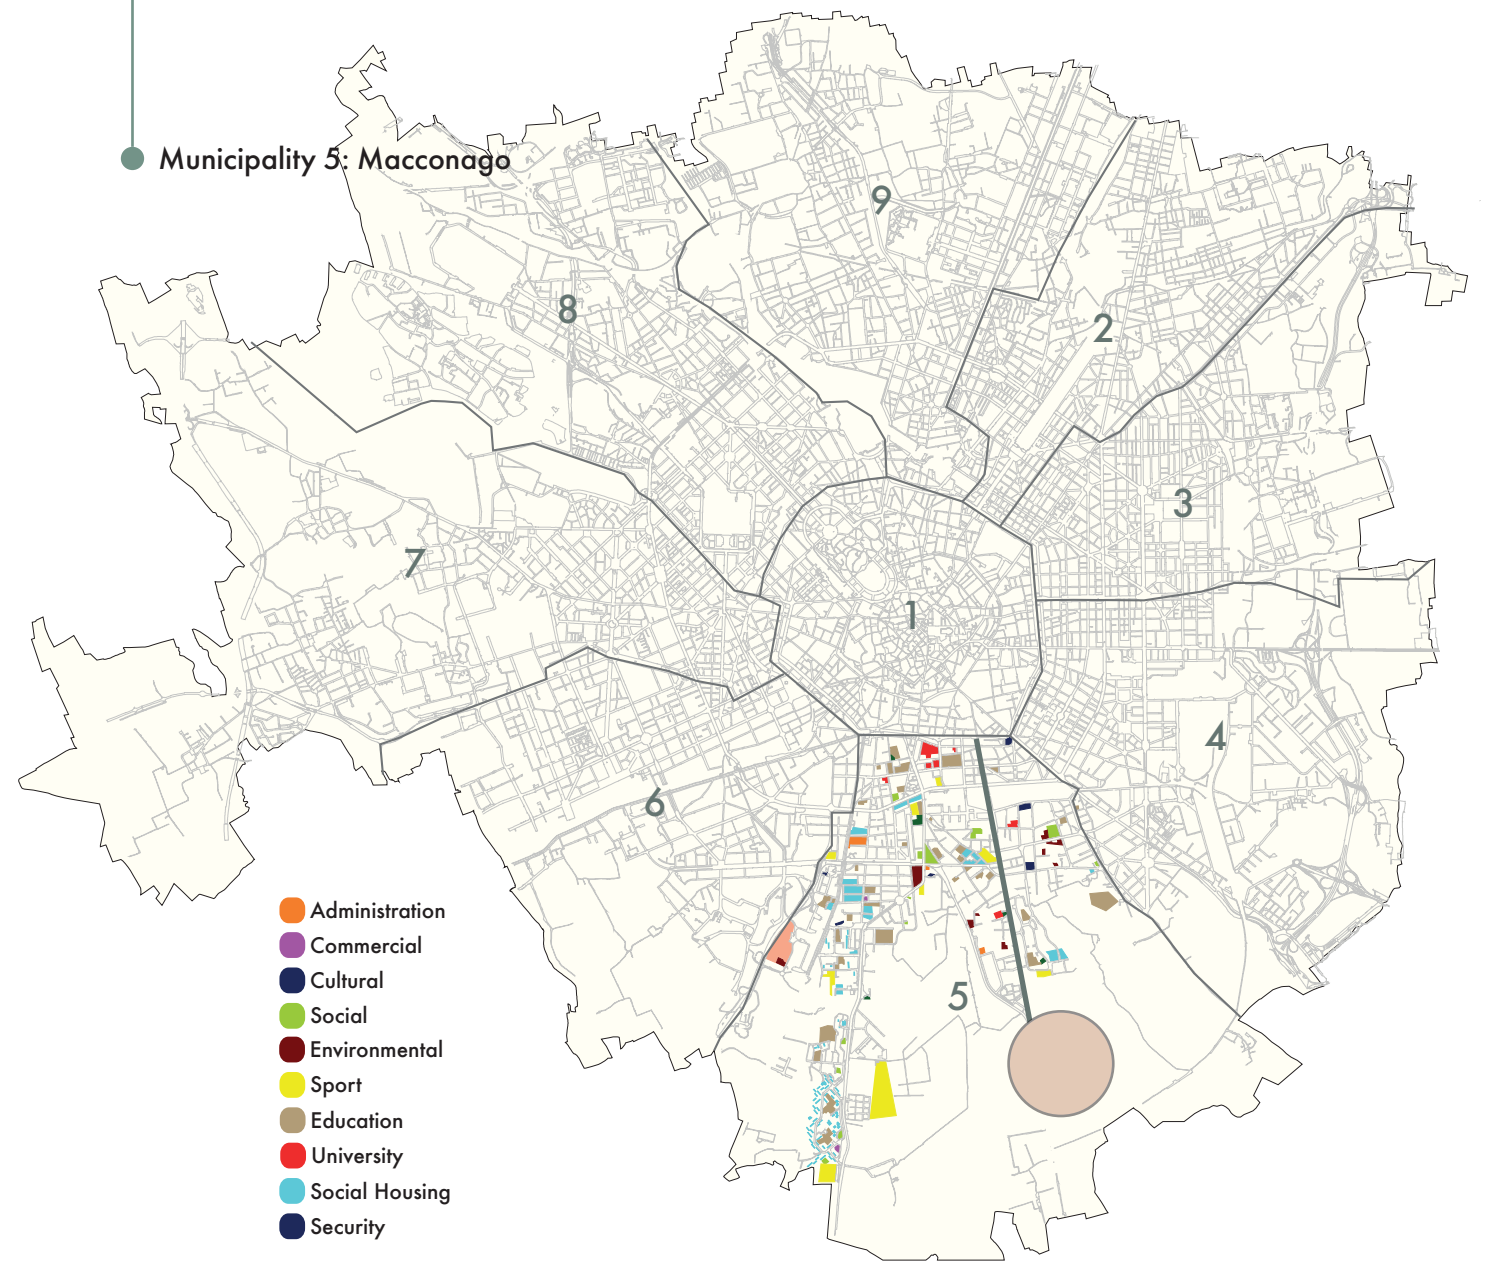 Municipality 5: Macconago
9
8
2
3
7
1
4
6
5
Administration
Commercial
Cultural
Social
Environmental
Sport
Education
University
Social Housing
Security